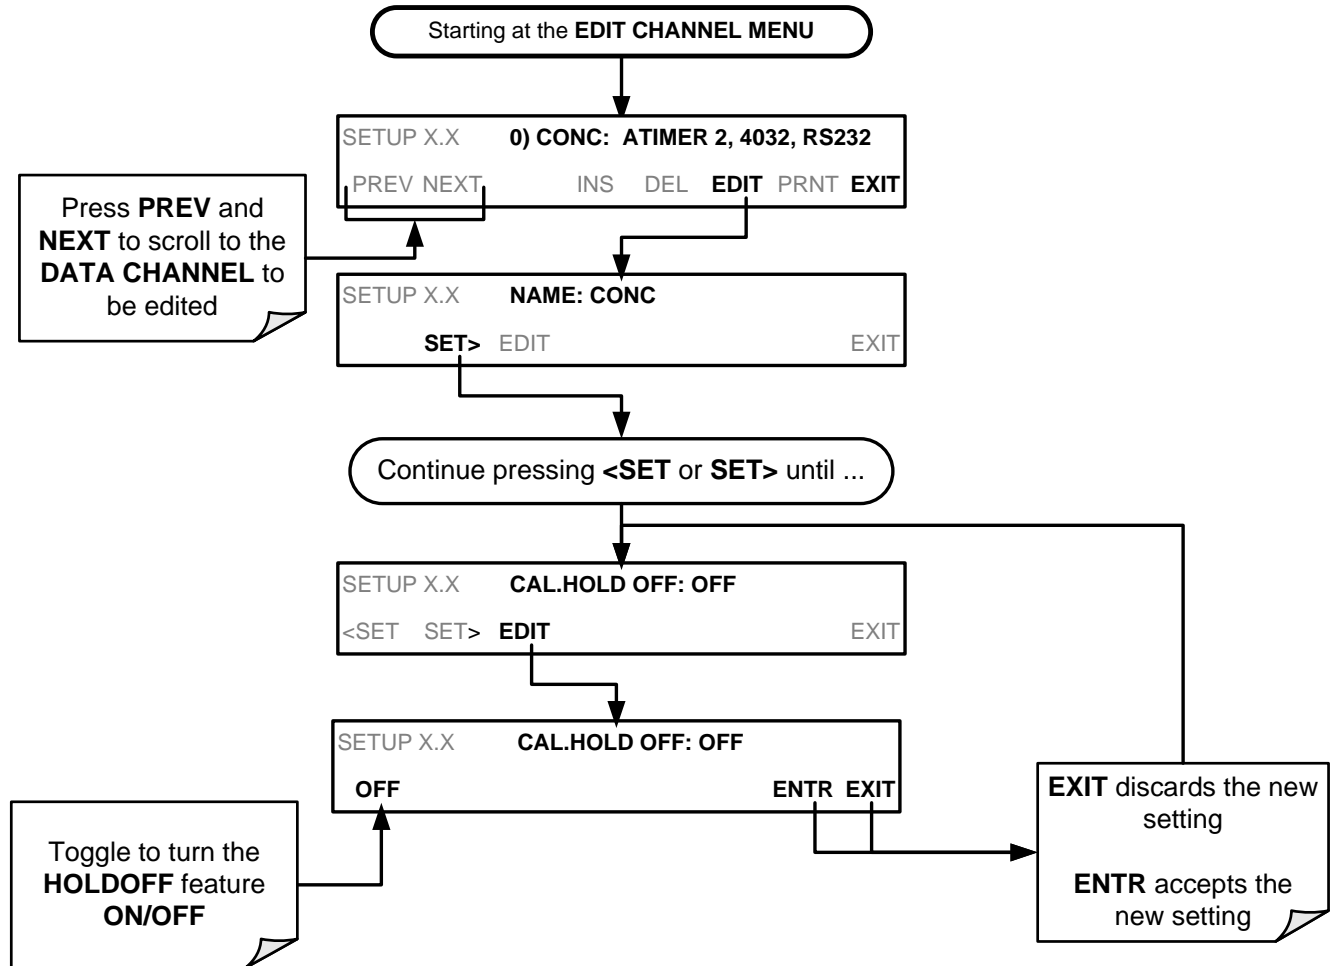 Starting at the EDIT CHANNEL MENU
SETUP X.X 0) CONC: ATIMER 2, 4032, RS232
PREV NEXT INS DEL EDIT PRNT EXIT
Press PREV and
NEXT to scroll to the
DATA CHANNEL to
be edited
SETUP X.X NAME: CONC
SET> EDIT EXIT
Continue pressing <SET or SET> until ...
SETUP X.X CAL.HOLD OFF: OFF
<SET SET> EDIT EXIT
SETUP X.X CAL.HOLD OFF: OFF
OFF ENTR EXIT
EXIT discards the new
setting
ENTR accepts the
new setting
Toggle to turn the
HOLDOFF feature
ON/OFF